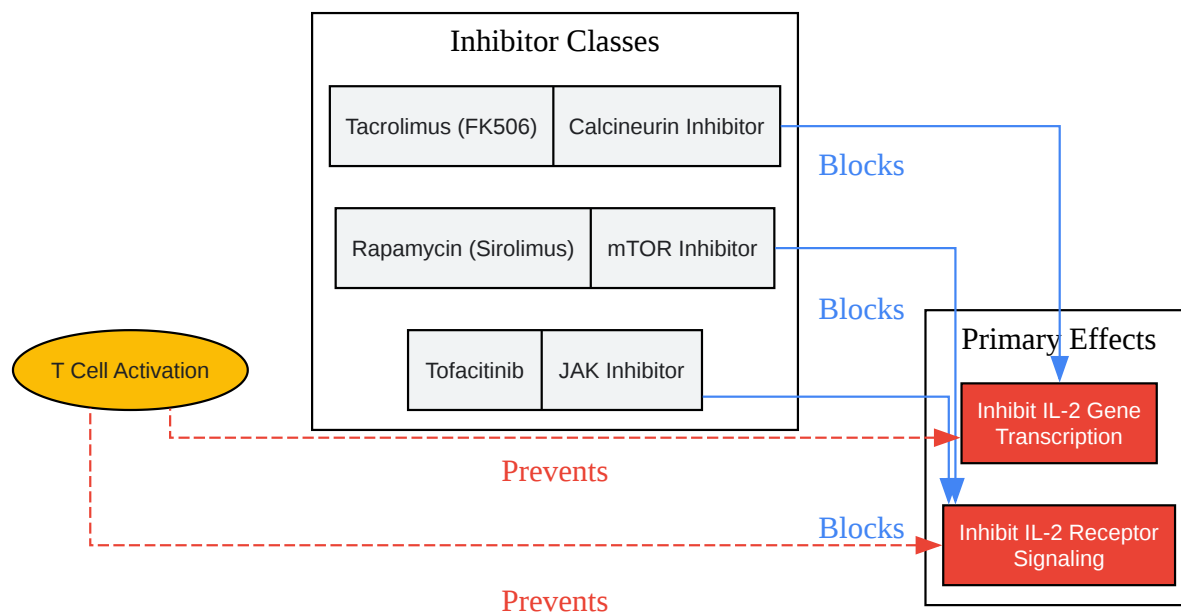 Inhibitor Classes
Tacrolimus (FK506)
Calcineurin Inhibitor
Blocks
Rapamycin (Sirolimus)
mTOR Inhibitor
Blocks
Primary Effects
T Cell Activation
Tofacitinib
JAK Inhibitor
Inhibit IL-2 Gene
Transcription
Prevents
Blocks
Inhibit IL-2 Receptor
Signaling
Prevents